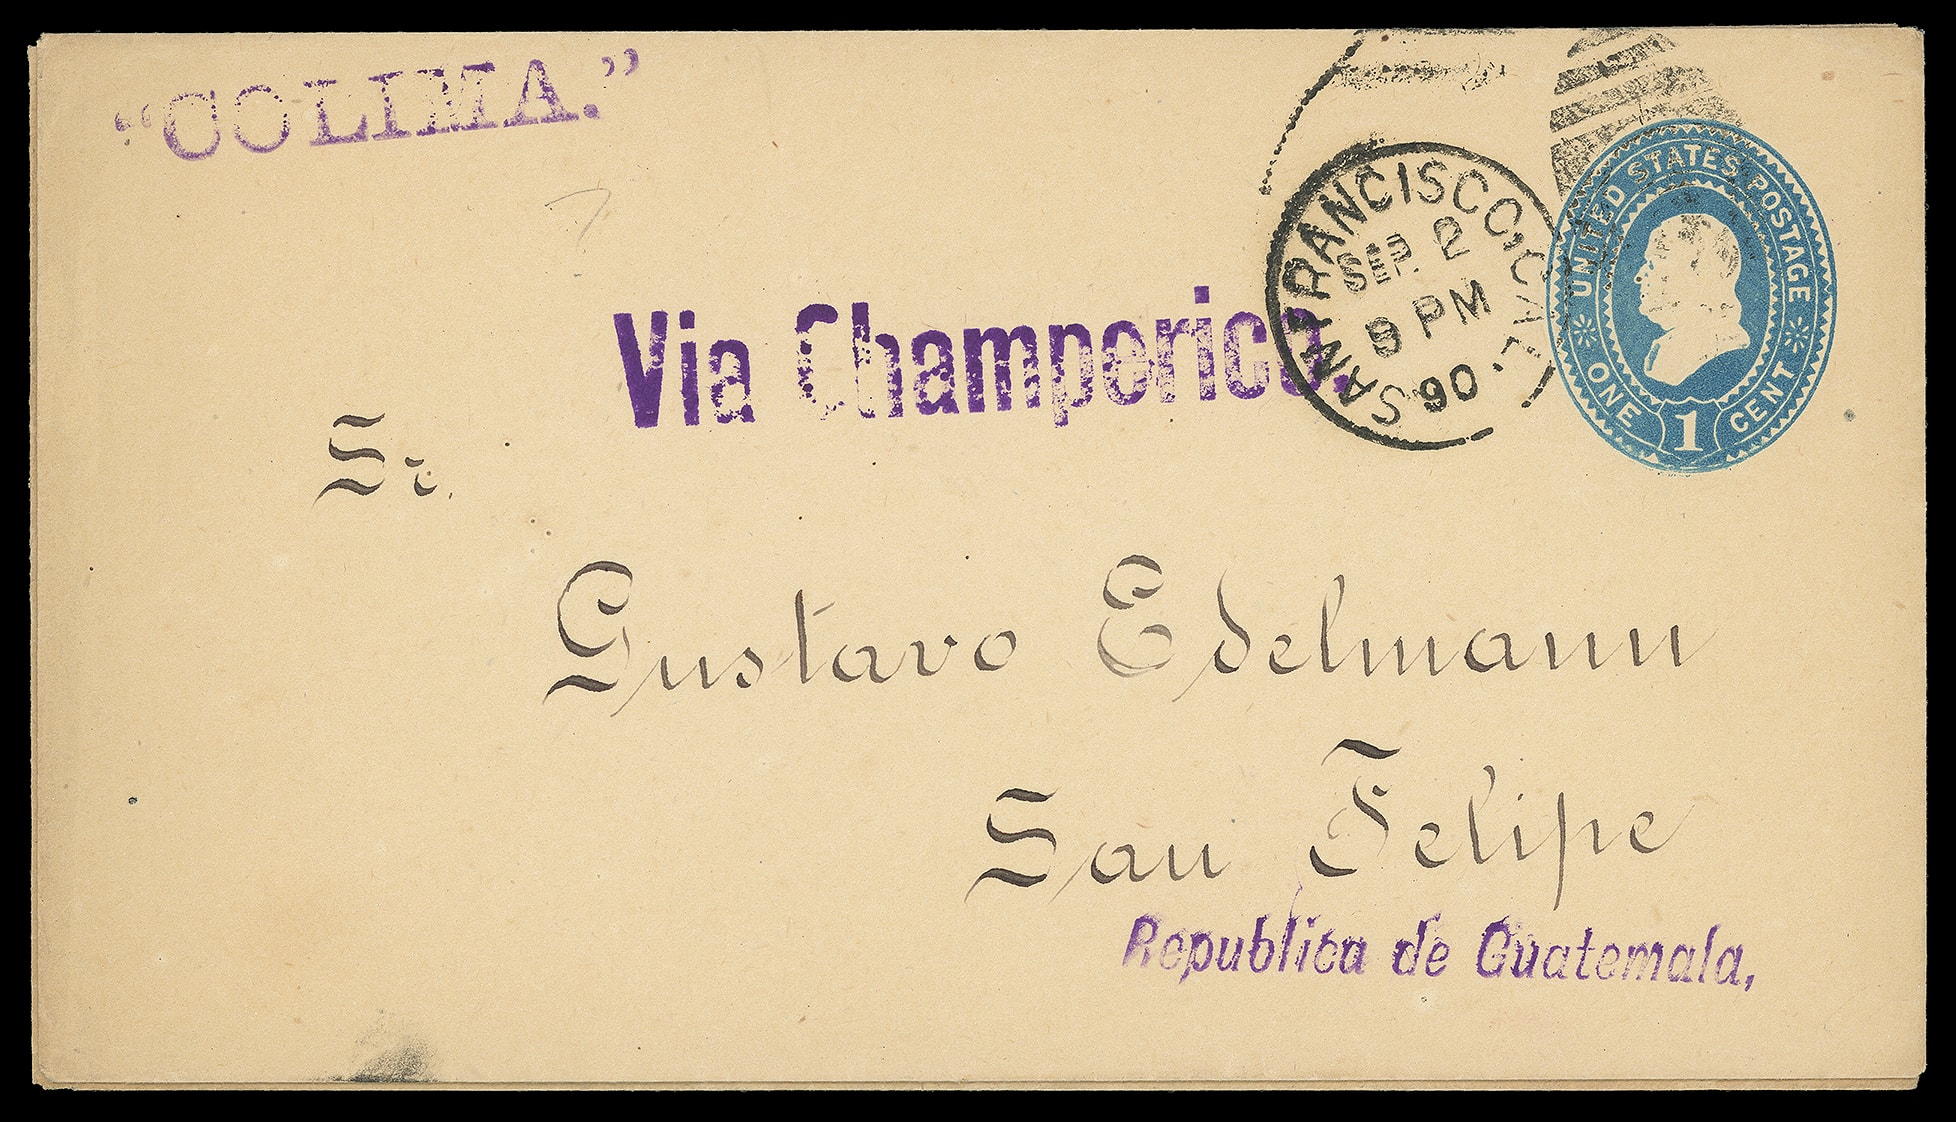 “COLIMA.”
UNITED STATES POSTAGE
ONE 1 CENT
SAN FRANCISCO, CAL.
SEP. 2
9 PM
90
Via Champerico.
Sr.
Gustavo Edelmann
San Felipe
Republica de Guatemala,